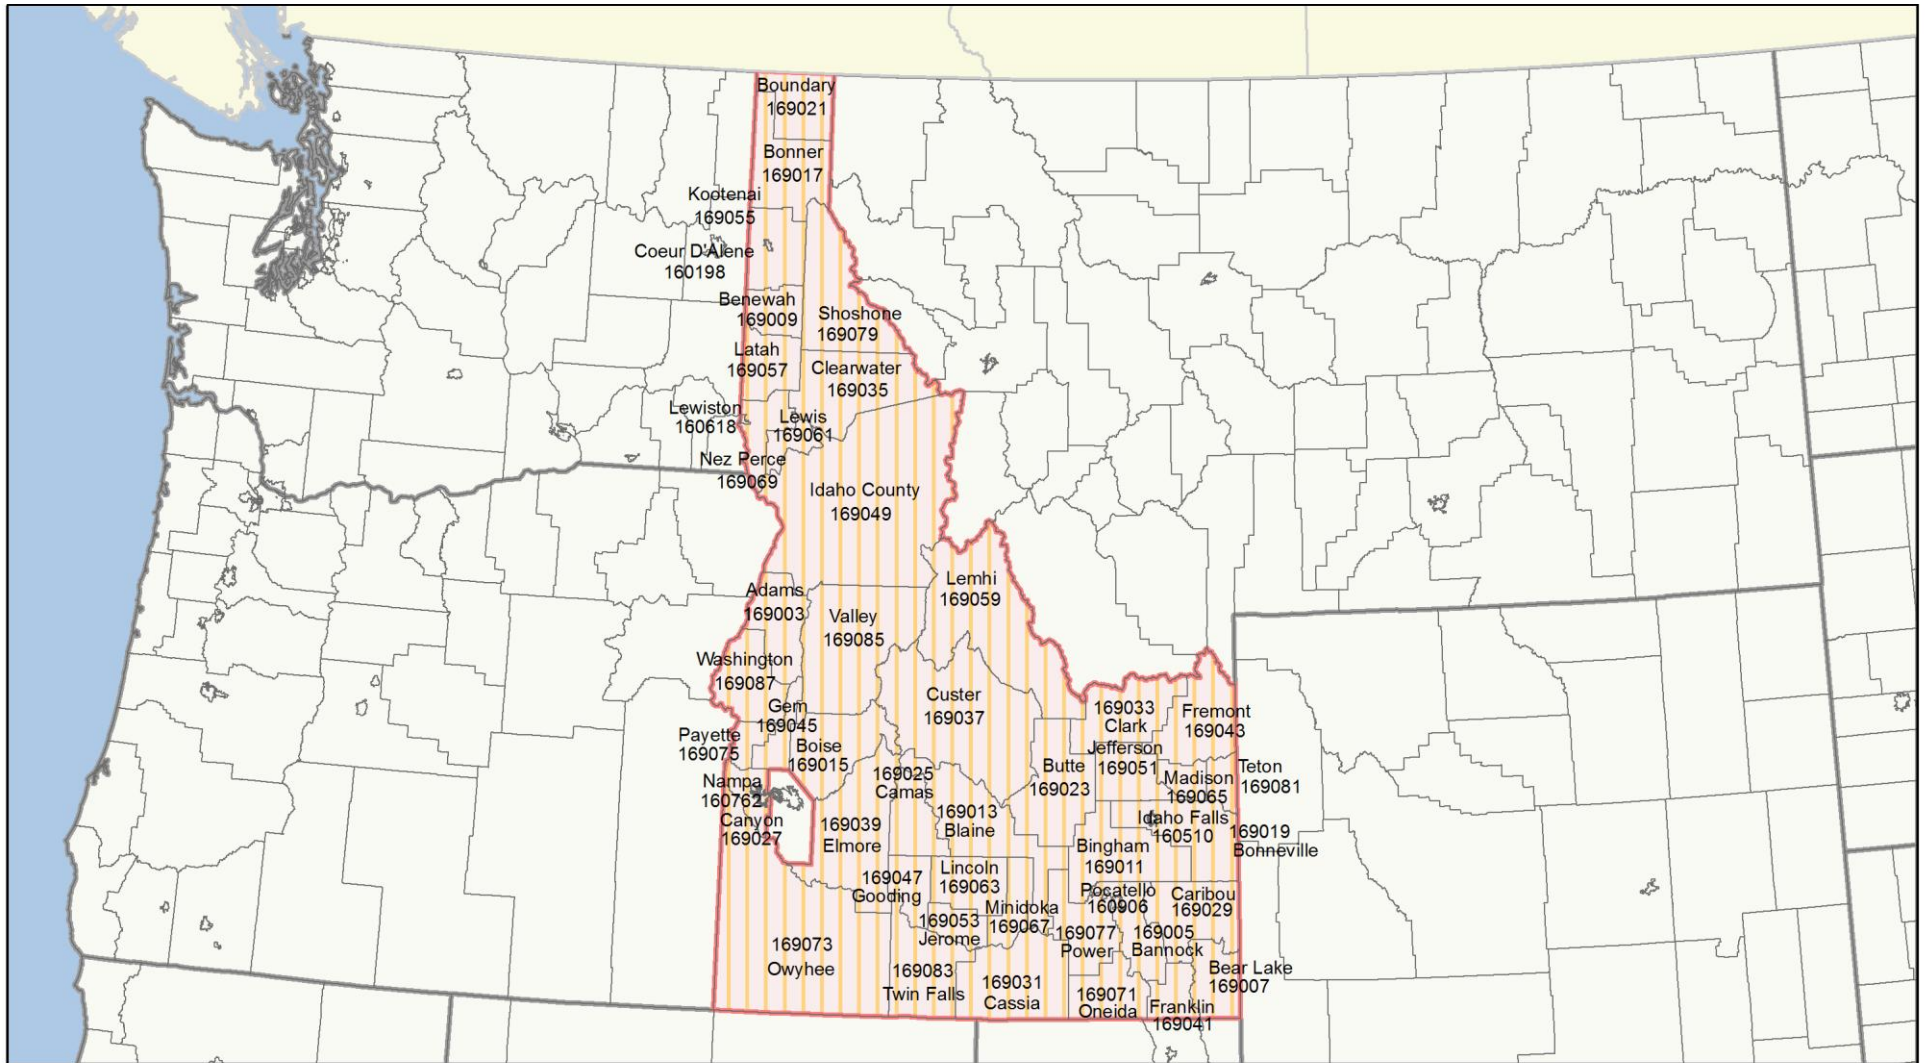 Boundary
169021
Bonner
169017
Kootenai
169055
Coeur D'Alene
160198
Benewah
169009
Shoshone
169079
Latah
169057
Clearwater
169035
Lewiston
160618
Lewis
169061
Nez Perce
169069
Idaho County
169049
Adams
169003
Lemhi
169059
Valley
169085
Washington
169087
Custer
169037
Gem
169045
169033
Clark
Fremont
169043
Payette
169075
Boise
169015
Jefferson
169051
Nampa
160762
169025
Camas
Butte
169023
Madison
169065
Teton
169081
Canyon
169027
169039
Elmore
169013
Blaine
Idaho Falls
160510
169019
Bonneville
Bingham
169011
169047
Gooding
Lincoln
169063
Pocatello
160906
Caribou
169029
Minidoka
169067
169053
Jerome
169077
Power
169005
Bannock
169073
Owyhee
169083
Twin Falls
169031
Cassia
Bear Lake
169007
169071
Oneida
Franklin
169041